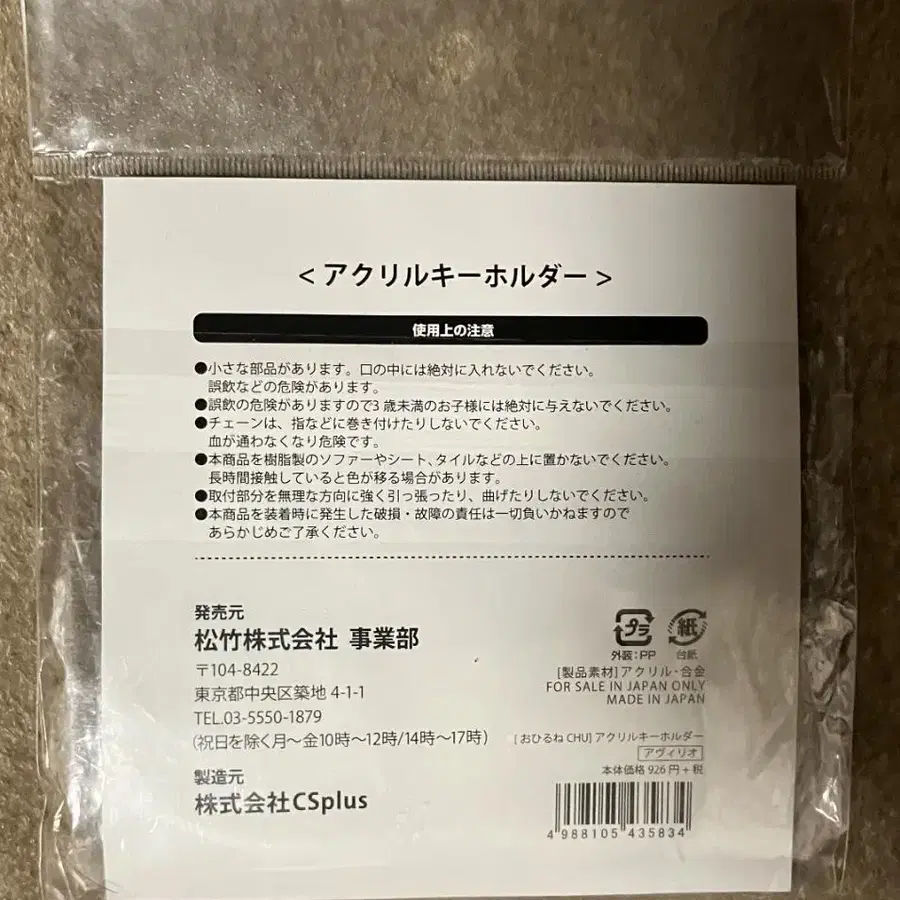 ＜アクリルキーホルダー＞
使用上の注意
●小さな部品があります。口の中には絶対に入れないでください。
誤飲などの危険があります。
●誤飲の危険がありますので3 歳未満のお子様には絶対に与えないでください。
●チェーンは、指などに巻き付けたりしないでください。
血が通わなくなり危険です。
●本商品を樹脂製のソファーやシート、タイルなどの上に置かないでください。
長時間接触していると色が移る場合があります。
●取付部分を無理な方向に強く引っ張ったり、曲げたりしないでください。
●本商品を装着時に発生した破損・故障の責任は一切負いかねますので
あらかじめご了承ください。
発売元
松竹株式会社 事業部
〒104-8422
東京都中央区築地 4-1-1
TEL.03-5550-1879
(祝日を除く月〜金10時〜12時/14時〜17時)
製造元
株式会社CSplus
プラ 紙
外装:PP 台紙
[製品素材]アクリル・合金
FOR SALE IN JAPAN ONLY
MADE IN JAPAN
[おひるね CHU]アクリルキーホルダー
アヴィリオ
本体価格 926円+税
4 988105 435834